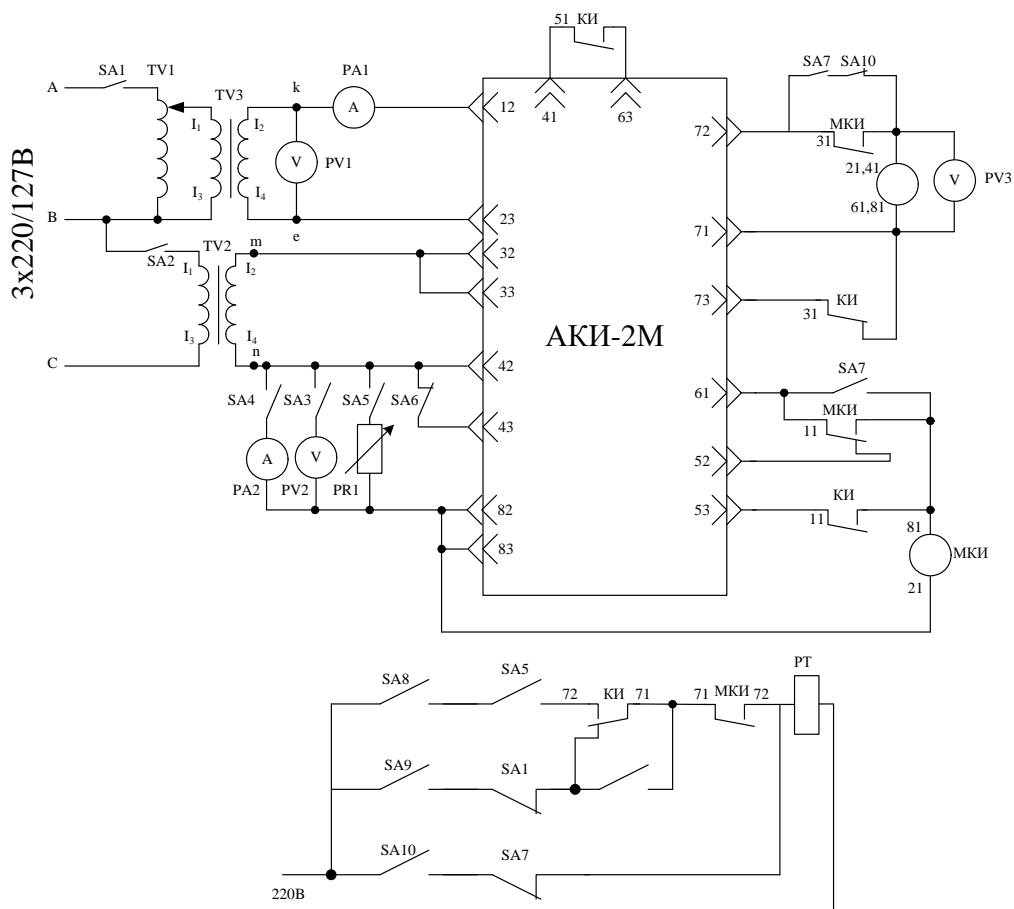 51 КИ
41
63
3x220/127В
A
SA1
TV1
TV3
I1
I2
I3
I4
k
PA1
A
V
PV1
e
B
SA2
TV2
I1
I2
I3
I4
m
n
C
12
23
32
33
42
43
82
83
АКИ-2М
SA4
SA3
SA5
SA6
A
V
PA2
PV2
PR1
72
71
73
61
52
53
SA7
SA10
МКИ
31
21,41
61,81
V
PV3
КИ
31
SA7
МКИ
11
КИ
11
81
МКИ
21
SA8
SA5
72
КИ
71
71
МКИ
72
РТ
SA9
SA1
SA10
SA7
220В